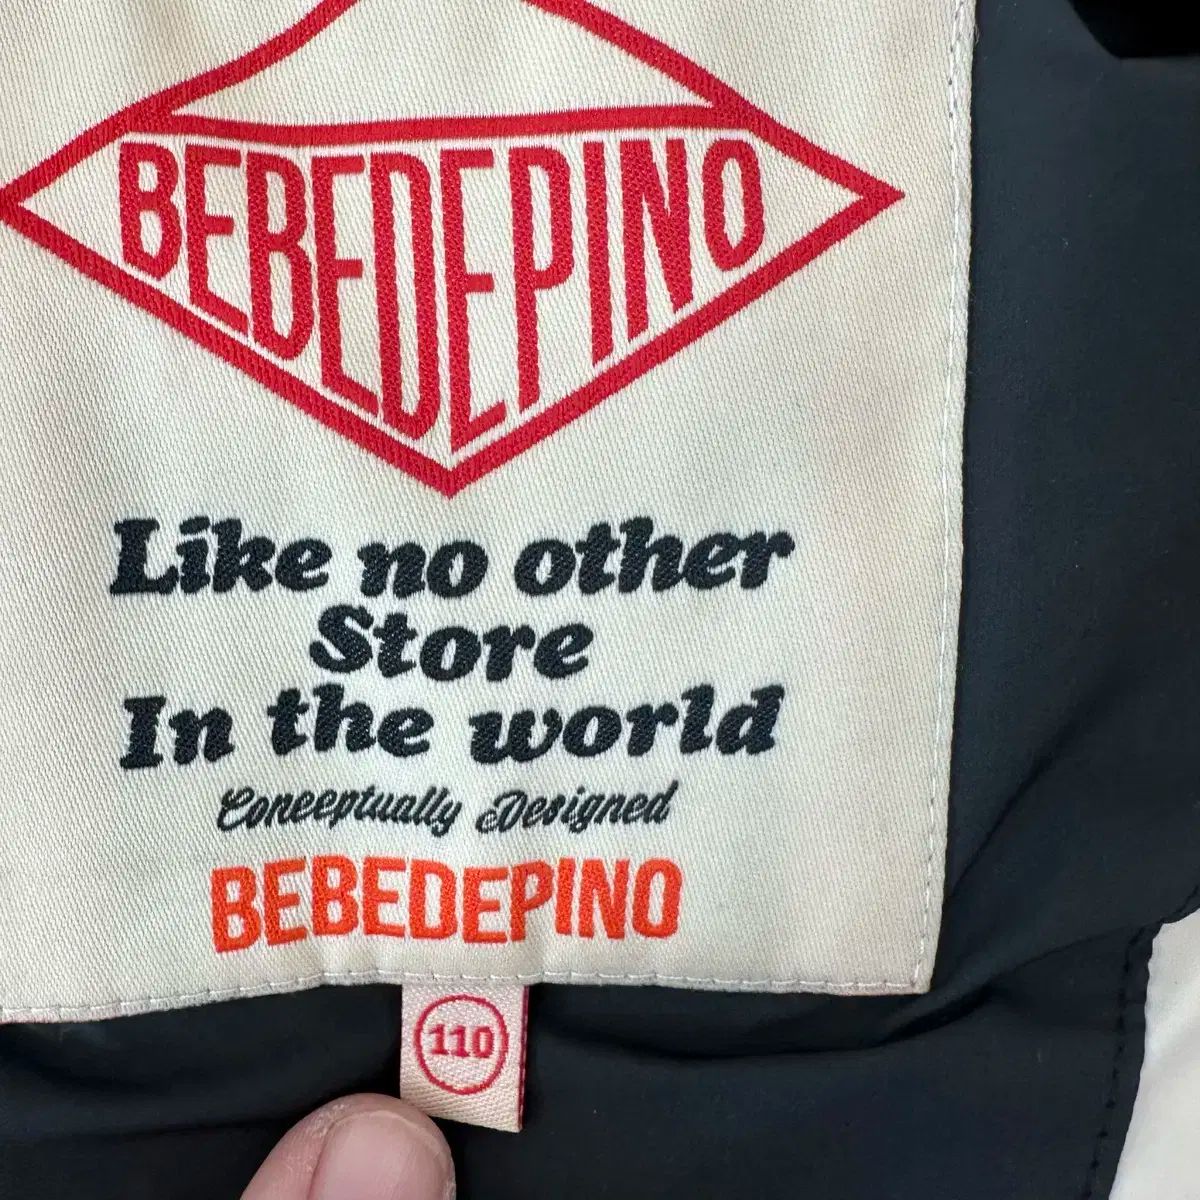 BEBEDEPINO
Like no other
Store
In the world
Conceptually Designed
BEBEDEPINO
110